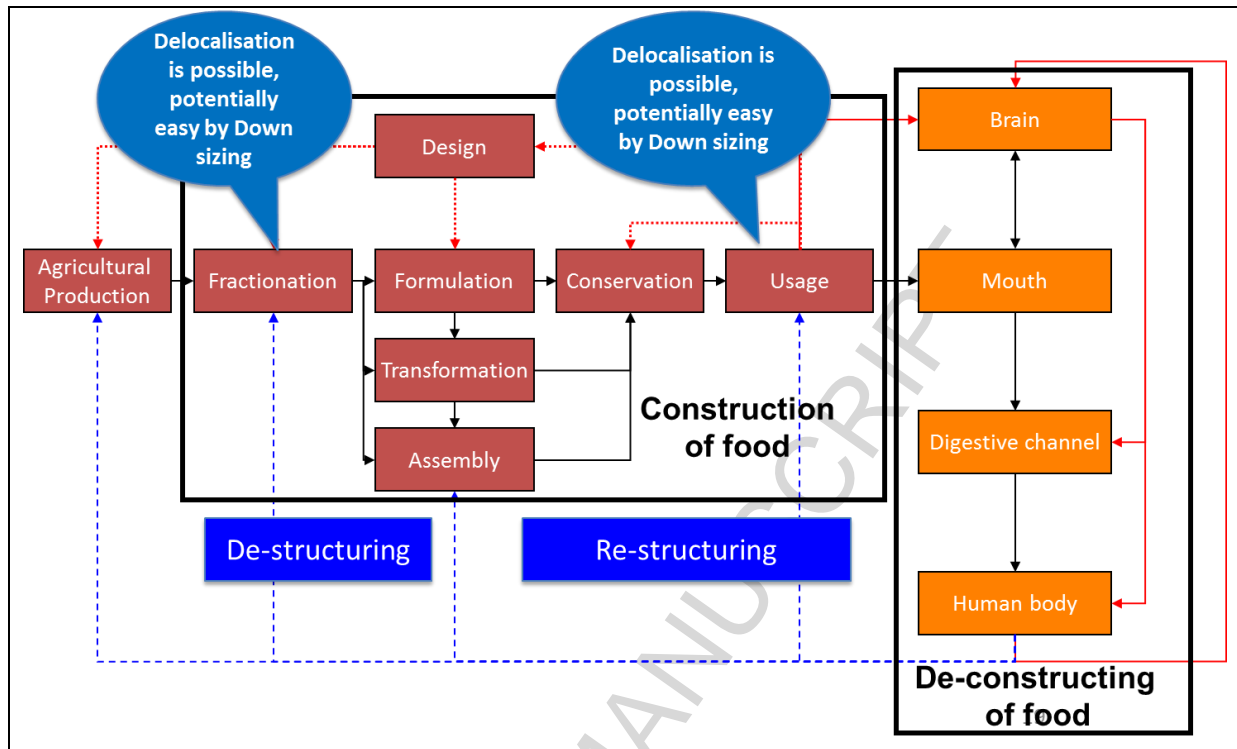 Delocalisation
is possible,
potentially
easy by Down
sizing
Delocalisation is
possible,
potentially easy
by Down sizing
Design
Brain
Agricultural
Production
Fractionation
Formulation
Conservation
Usage
Mouth
Transformation
Construction
of food
Assembly
Digestive channel
De-structuring
Re-structuring
Human body
De-constructing
of food
MANUSCRIPT